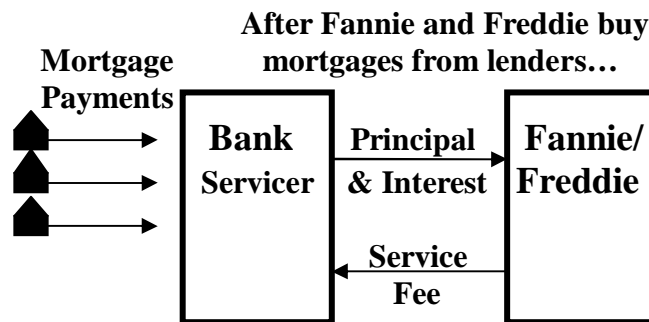 After Fannie and Freddie buy
mortgages from lenders…
Mortgage
Payments
Bank
Servicer
Principal
& Interest
Fannie/
Freddie
Service
Fee